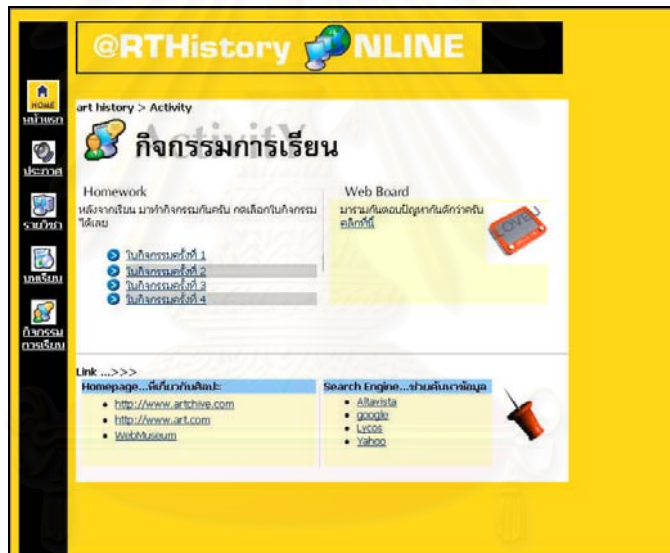 @RTHistory ONLINE
HOME
หน้าแรก
ประกาศ
รายวิชา
บทเรียน
กิจกรรม
การเรียน
art history > Activity
Activity
กิจกรรมการเรียน
Homework
หลังจากเรียน มาทำกิจกรรมกันครับ กดเลือกใบกิจกรรม
ได้เลย
ใบกิจกรรมครั้งที่ 1
ใบกิจกรรมครั้งที่ 2
ใบกิจกรรมครั้งที่ 3
ใบกิจกรรมครั้งที่ 4
Web Board
มารวมกันตอบปัญหากันดีกว่าครับ
คลิกที่นี่
LOVEU
Link ...>>>
Homepage...ที่เกี่ยวกับศิลปะ
http://www.artchive.com
http://www.art.com
WebMuseum
Search Engine...ช่วยค้นหาข้อมูล
Altavista
google
Lycos
Yahoo